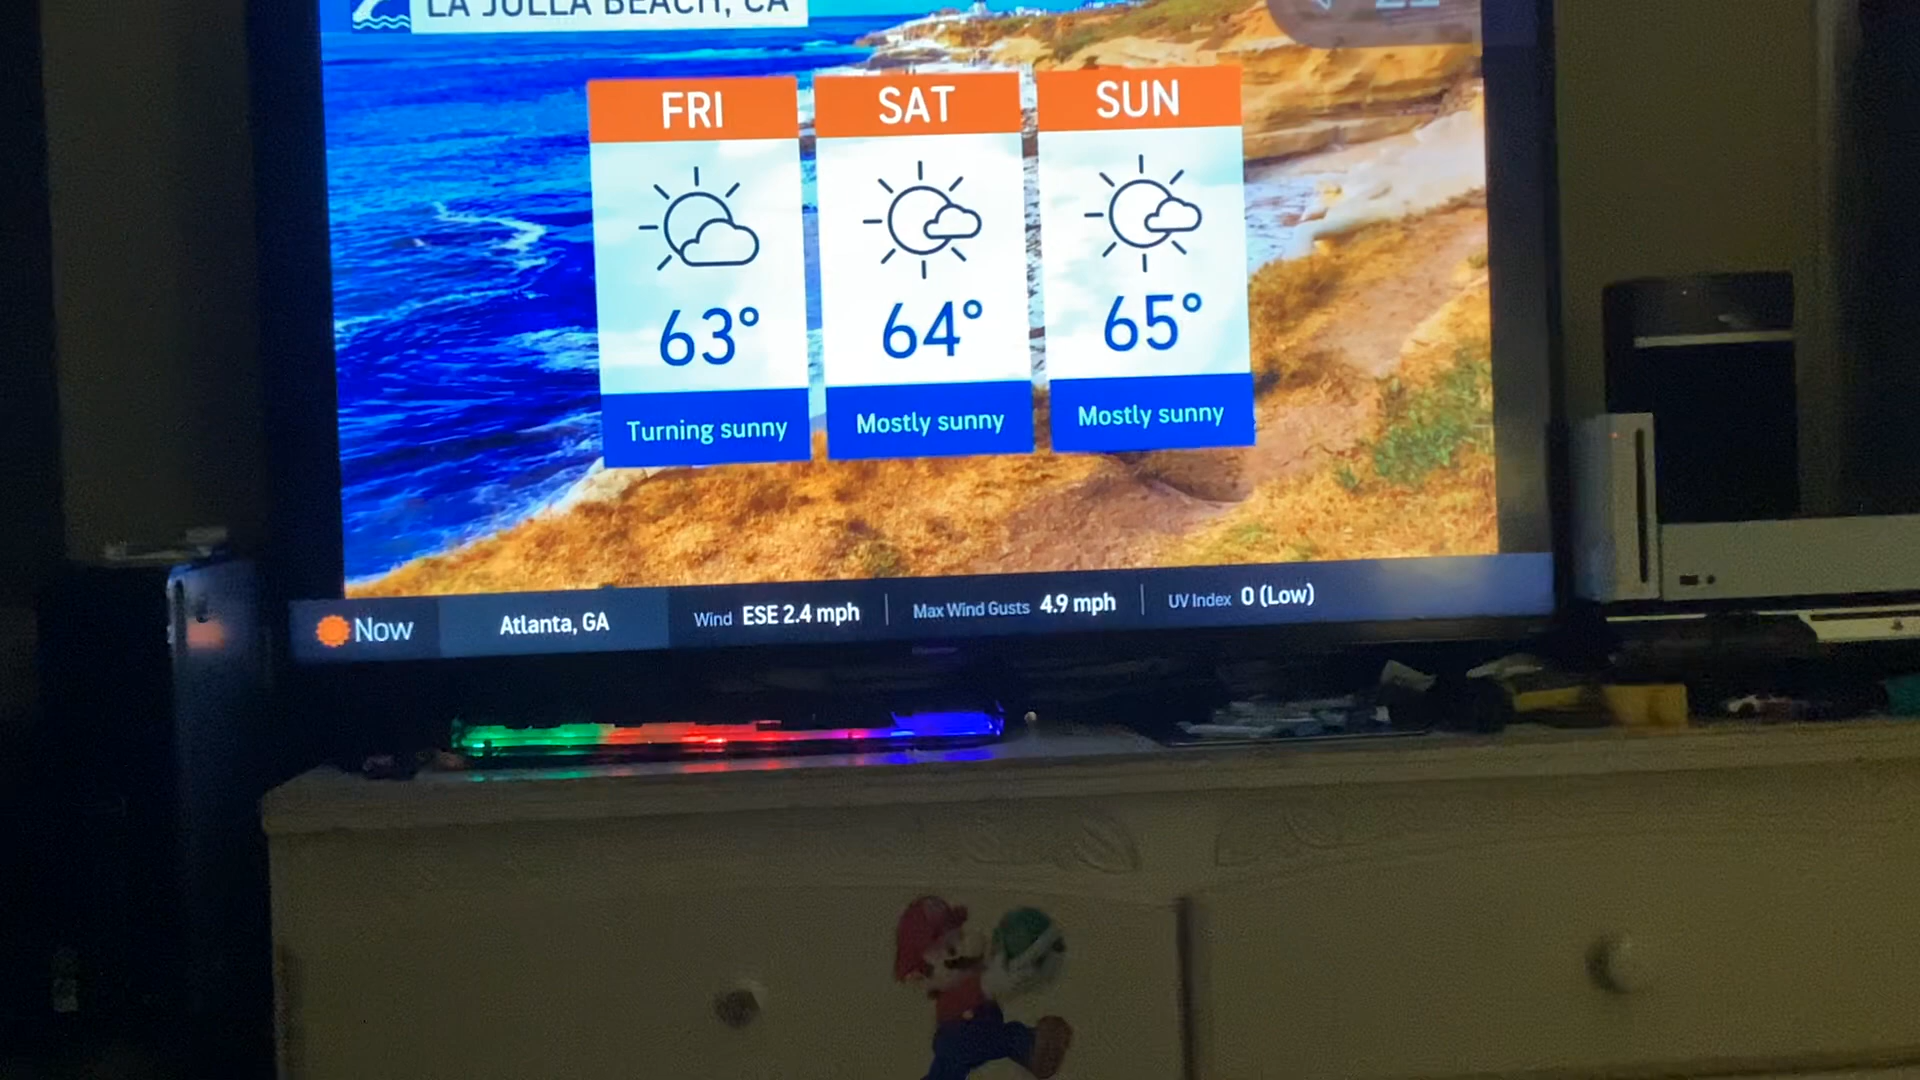 LA JOLLA BEACH, CA
21
FRI
SAT
SUN
63°
64°
65°
Turning sunny
Mostly sunny
Mostly sunny
Now
Atlanta, GA
Wind ESE 2.4 mph
Max Wind Gusts 4.9 mph
UV Index 0 (Low)